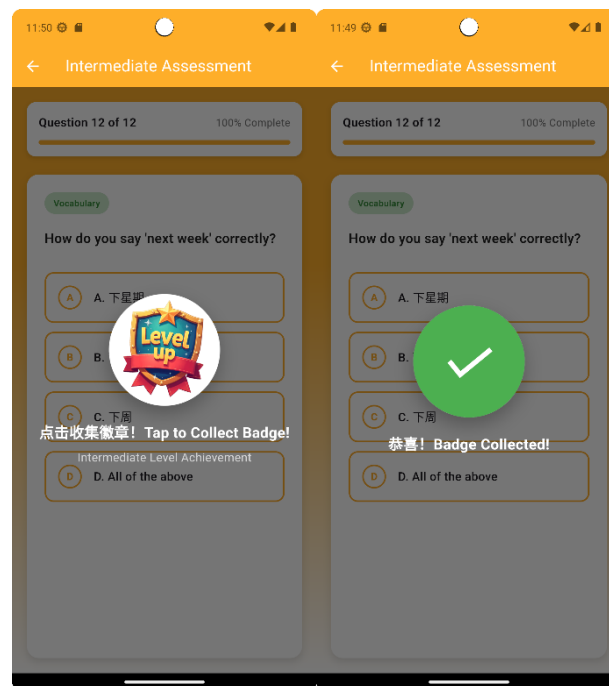 11:50
Intermediate Assessment
Question 12 of 12
100% Complete
Vocabulary
How do you say 'next week' correctly?
A
A. 下星期
Level
up
B
B.
C
C. 下周
点击收集徽章！Tap to Collect Badge!
Intermediate Level Achievement
D
D. All of the above
11:49
Intermediate Assessment
Question 12 of 12
100% Complete
Vocabulary
How do you say 'next week' correctly?
A
A. 下星期
B
B.
C
C. 下周
恭喜！Badge Collected!
D
D. All of the above